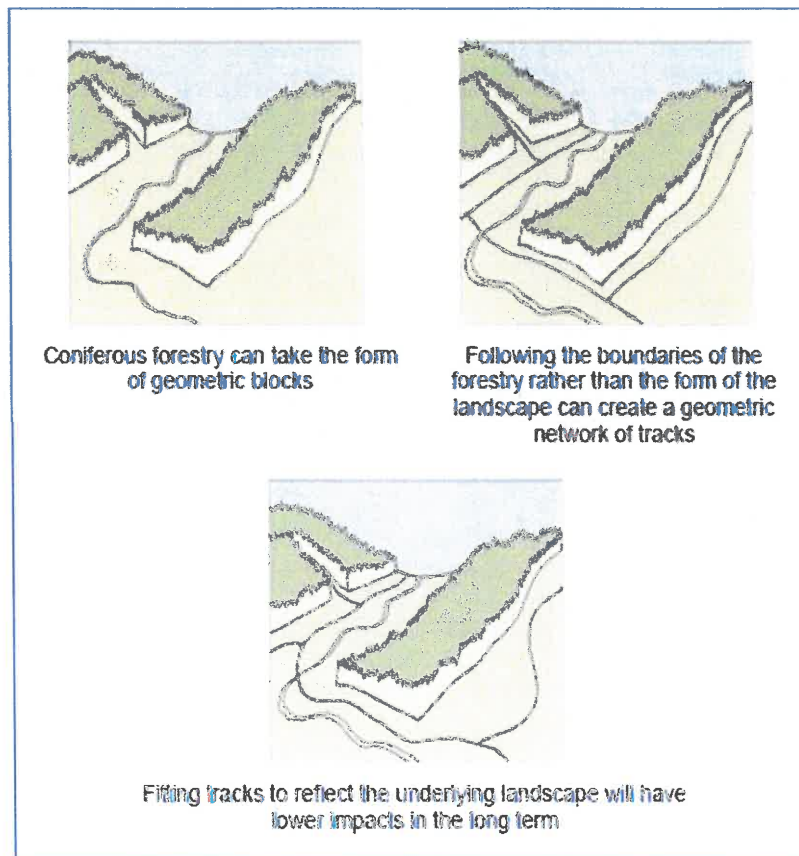 Coniferous forestry can take the form
of geometric blocks
Following the boundaries of the
forestry rather than the form of the
landscape can create a geometric
network of tracks
Fitting tracks to reflect the underlying landscape will have
lower impacts in the long term